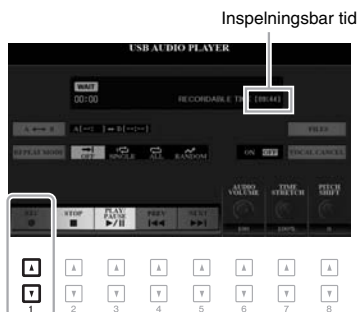 Inspelningsbar tid
USB AUDIO PLAYER
WAIT
00:00
RECORDABLE TIME
A ⟷ B
FILES
REPEAT MODE
OFF
SINGLE
ALL
RANDOM
ON OFF
VOCAL CANCEL
AUDIO VOLUME
TIME STRETCH
PITCH SHIFT
100
100%
0
REC
STOP
PLAY/PAUSE
PREV
NEXT
1 2 3 4 5 6 7 8